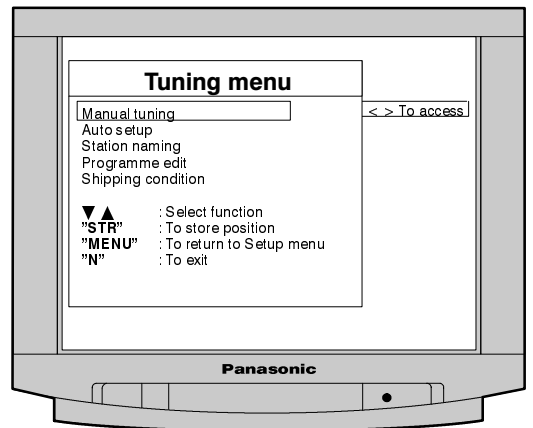 Tuning menu
Manual tuning < > To access
Auto setup
Station naming
Programme edit
Shipping condition
▼ ▲ : Select function
"STR" : To store position
"MENU" : To return to Setup menu
"N" : To exit
Panasonic